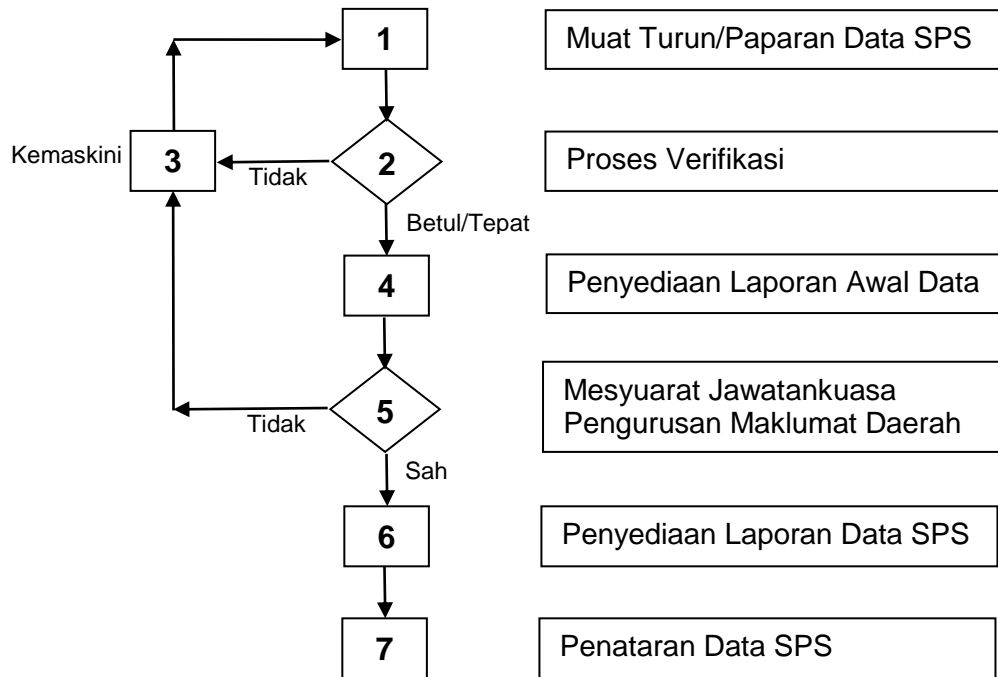 1
Muat Turun/Paparan Data SPS
Kemaskini
3
Tidak
2
Proses Verifikasi
Betul/Tepat
4
Penyediaan Laporan Awal Data
Tidak
5
Mesyuarat Jawatankuasa
Pengurusan Maklumat Daerah
Sah
6
Penyediaan Laporan Data SPS
7
Penataran Data SPS